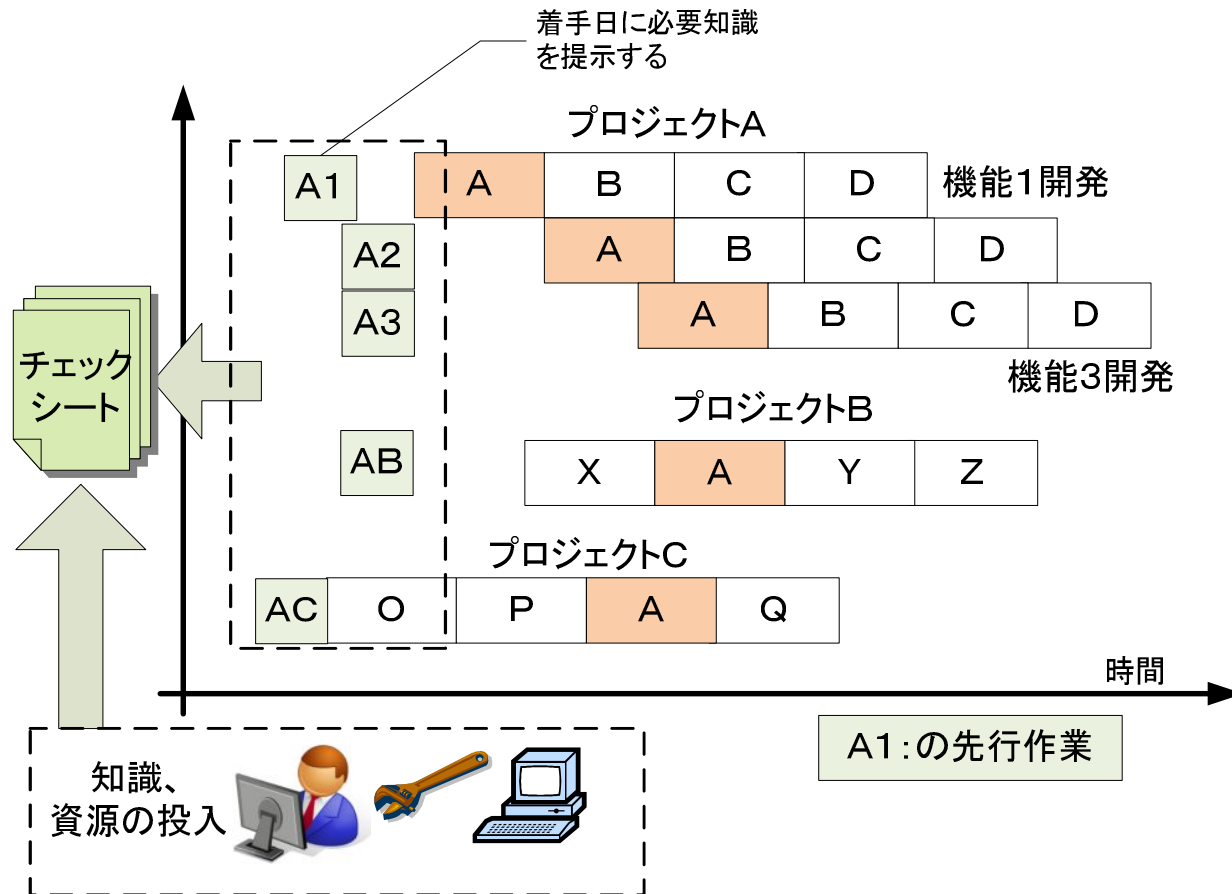 着手日に必要知識
を提示する
プロジェクトA
A1
A
B
C
D
機能1開発
A2
A
B
C
D
A3
A
B
C
D
機能3開発
チェック
シート
プロジェクトB
AB
X
A
Y
Z
プロジェクトC
AC
O
P
A
Q
時間
A1:の先行作業
知識、
資源の投入